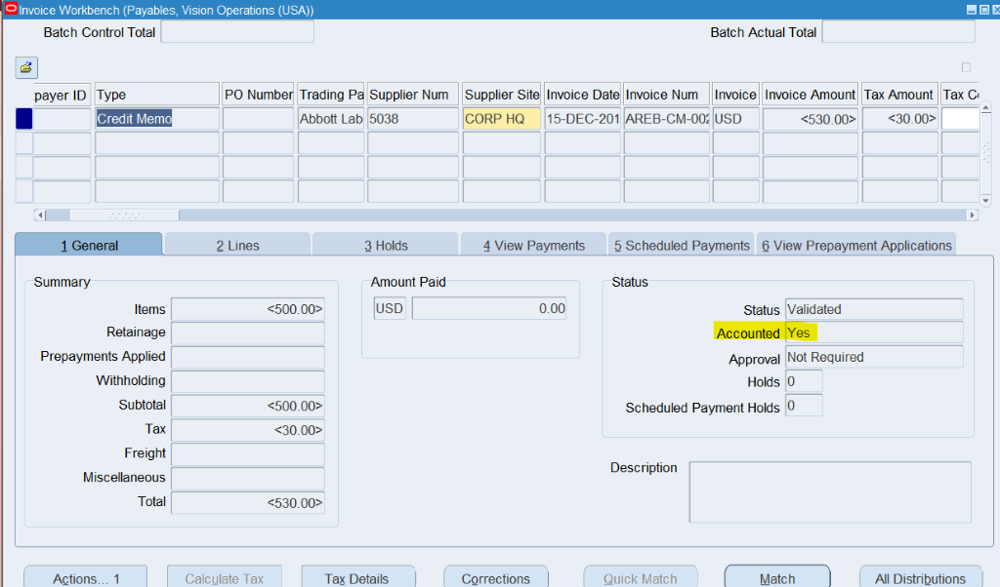 Invoice Workbench (Payables, Vision Operations (USA))
Batch Control Total Batch Actual Total
payer ID Type PO Number Trading Pa Supplier Num Supplier Site Invoice Date Invoice Num Invoice Invoice Amount Tax Amount Tax Co
Credit Memo Abbott Lab 5038 CORP HQ 15-DEC-201 AREB-CM-002 USD <530.00> <30.00>
1 General 2 Lines 3 Holds 4 View Payments 5 Scheduled Payments 6 View Prepayment Applications
Summary
Items <500.00>
Retainage
Prepayments Applied
Withholding
Subtotal <500.00>
Tax <30.00>
Freight
Miscellaneous
Total <530.00>
Amount Paid
USD 0.00
Status
Status Validated
Accounted Yes
Approval Not Required
Holds 0
Scheduled Payment Holds 0
Description
Actions... 1 Calculate Tax Tax Details Corrections Quick Match Match All Distributions